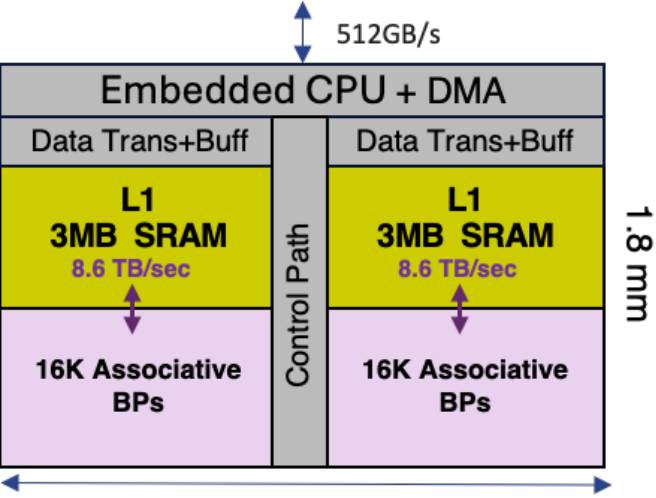 512GB/s
Embedded CPU + DMA
Data Trans+Buff
Data Trans+Buff
L1
3MB SRAM
8.6 TB/sec
L1
3MB SRAM
8.6 TB/sec
Control Path
1.8 mm
16K Associative
BPs
16K Associative
BPs